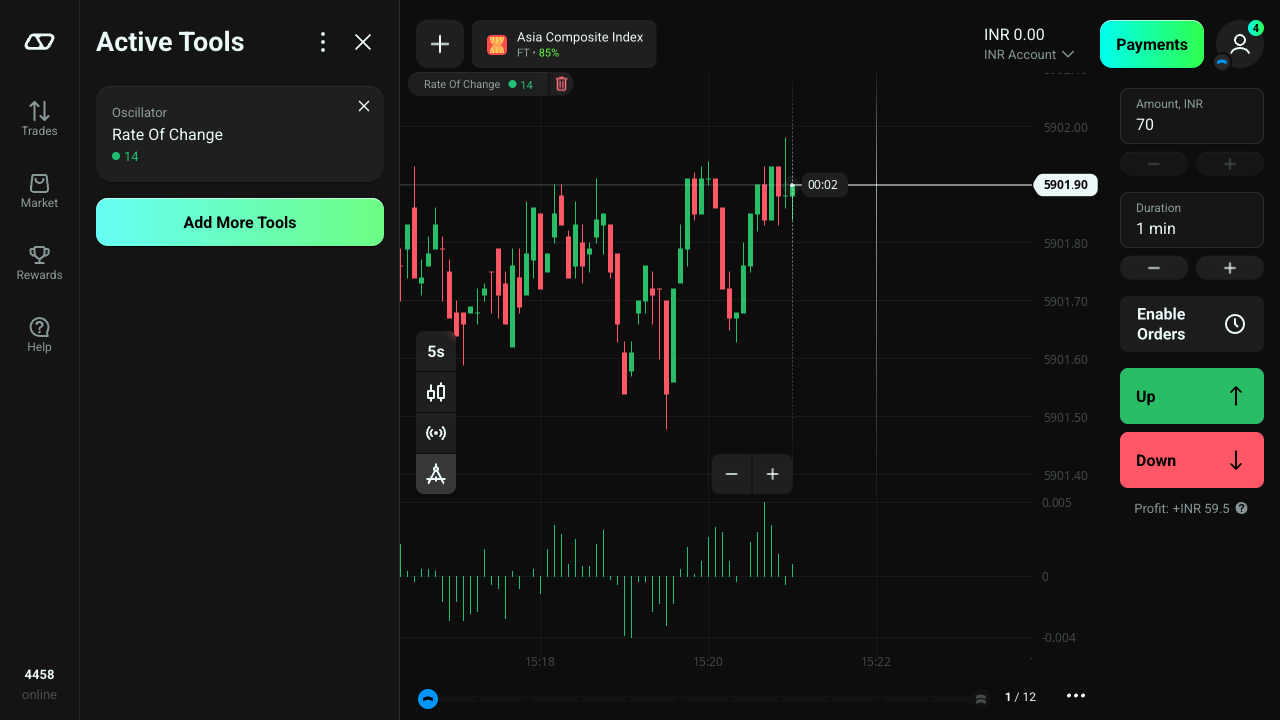 Trades
Market
Rewards
Help
4458
online
Active Tools
Oscillator
Rate Of Change
14
Add More Tools
Asia Composite Index
FT • 85%
INR 0.00
INR Account
Payments
4
Rate Of Change 14
5902.00
00:02
5901.90
5901.80
5901.70
5901.60
5901.50
5901.40
0.005
0
-0.004
5s
15:18
15:20
15:22
1 / 12
Amount, INR
70
Duration
1 min
Enable
Orders
Up
Down
Profit: +INR 59.5